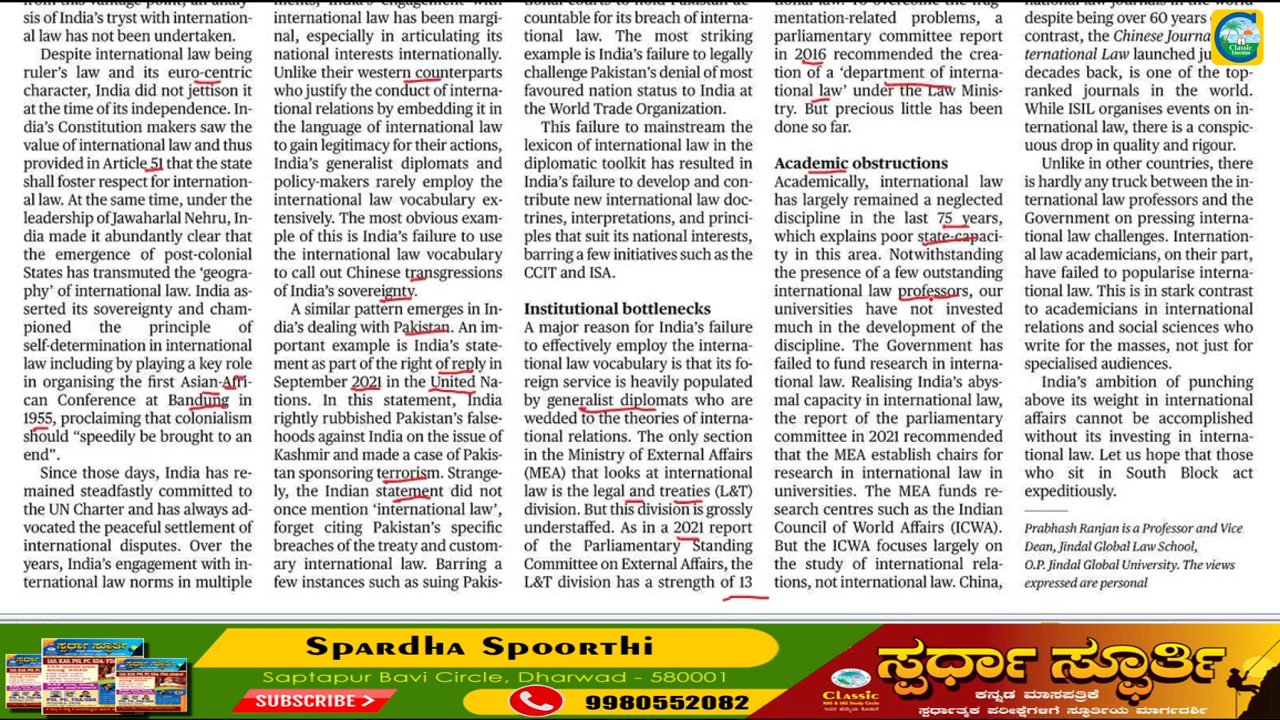 of India's tryst with internation-
al law has not been undertaken.
Despite international law being
ruler's law and its euro-centric
character, India did not jettison it
at the time of its independence. In-
dia's Constitution makers saw the
value of international law and thus
provided in Article 51 that the state
shall foster respect for internation-
al law. At the same time, under the
leadership of Jawaharlal Nehru, In-
dia made it abundantly clear that
the emergence of post-colonial
States has transmuted the 'geogra-
phy' of international law. India as-
serted its sovereignty and cham-
pioned the principle of
self-determination in international
law including by playing a key role
in organising the first Asian-Afri-
can Conference at Bandung in
1955, proclaiming that colonialism
should "speedily be brought to an
end".
Since those days, India has re-
mained steadfastly committed to
the UN Charter and has always ad-
vocated the peaceful settlement of
international disputes. Over the
years, India's engagement with in-
ternational law norms in multiple
international law has been margi-
nal, especially in articulating its
national interests internationally.
Unlike their western counterparts
who justify the conduct of interna-
tional relations by embedding it in
the language of international law
to gain legitimacy for their actions,
India's generalist diplomats and
policy-makers rarely employ the
international law vocabulary ex-
tensively. The most obvious exam-
ple of this is India's failure to use
the international law vocabulary
to call out Chinese transgressions
of India's sovereignty.
A similar pattern emerges in In-
dia's dealing with Pakistan. An im-
portant example is India's state-
ment as part of the right of reply in
September 2021 in the United Na-
tions. In this statement, India
rightly rubbished Pakistan's false-
hoods against India on the issue of
Kashmir and made a case of Pakis-
tan sponsoring terrorism. Strange-
ly, the Indian statement did not
once mention 'international law',
forget citing Pakistan's specific
breaches of the treaty and custom-
ary international law. Barring a
few instances such as suing Pakis-
countable for its breach of interna-
tional law. The most striking
example is India's failure to legally
challenge Pakistan's denial of most
favoured nation status to India at
the World Trade Organization.
This failure to mainstream the
lexicon of international law in the
diplomatic toolkit has resulted in
India's failure to develop and con-
tribute new international law doc-
trines, interpretations, and princi-
ples that suit its national interests,
barring a few initiatives such as the
CCIT and ISA.
Institutional bottlenecks
A major reason for India's failure
to effectively employ the interna-
tional law vocabulary is that its fo-
reign service is heavily populated
by generalist diplomats who are
wedded to the theories of interna-
tional relations. The only section
in the Ministry of External Affairs
(MEA) that looks at international
law is the legal and treaties (L&T)
division. But this division is grossly
understaffed. As in a 2021 report
of the Parliamentary Standing
Committee on External Affairs, the
L&T division has a strength of 13
mentation-related problems, a
parliamentary committee report
in 2016 recommended the crea-
tion of a 'department of interna-
tional law' under the Law Minis-
try. But precious little has been
done so far.
Academic obstructions
Academically, international law
has largely remained a neglected
discipline in the last 75 years,
which explains poor state-capaci-
ty in this area. Notwithstanding
the presence of a few outstanding
international law professors, our
universities have not invested
much in the development of the
discipline. The Government has
failed to fund research in interna-
tional law. Realising India's abys-
mal capacity in international law,
the report of the parliamentary
committee in 2021 recommended
that the MEA establish chairs for
research in international law in
universities. The MEA funds re-
search centres such as the Indian
Council of World Affairs (ICWA).
But the ICWA focuses largely on
the study of international rela-
tions, not international law. China,
despite being over 60 years
contrast, the Chinese Journal
ternational Law launched
decades back, is one of the top-
ranked journals in the world.
While ISIL organises events on in-
ternational law, there is a conspic-
uous drop in quality and rigour.
Unlike in other countries, there
is hardly any truck between the in-
ternational law professors and the
Government on pressing interna-
tional law challenges. Internation-
al law academicians, on their part,
have failed to popularise interna-
tional law. This is in stark contrast
to academicians in international
relations and social sciences who
write for the masses, not just for
specialised audiences.
India's ambition of punching
above its weight in international
affairs cannot be accomplished
without its investing in interna-
tional law. Let us hope that those
who sit in South Block act
expeditiously.
Prabhash Ranjan is a Professor and Vice
Dean, Jindal Global Law School,
O.P. Jindal Global University. The views
expressed are personal
Classic
Education
Spardha Spoorthi
Saptapur Bavi Circle, Dharwad - 580001
SUBSCRIBE
9980552082
Classic
KAS & IAS Study Circle
ಸ್ಪರ್ಧಾ ಸ್ಫೂರ್ತಿ
ಕನ್ನಡ ಮಾಸಪತ್ರಿಕೆ
ಸ್ಪರ್ಧಾತ್ಮಕ ಪರೀಕ್ಷೆಗಳಿಗೆ ಸ್ಫೂರ್ತಿಯ ಮಾರ್ಗದರ್ಶಿ